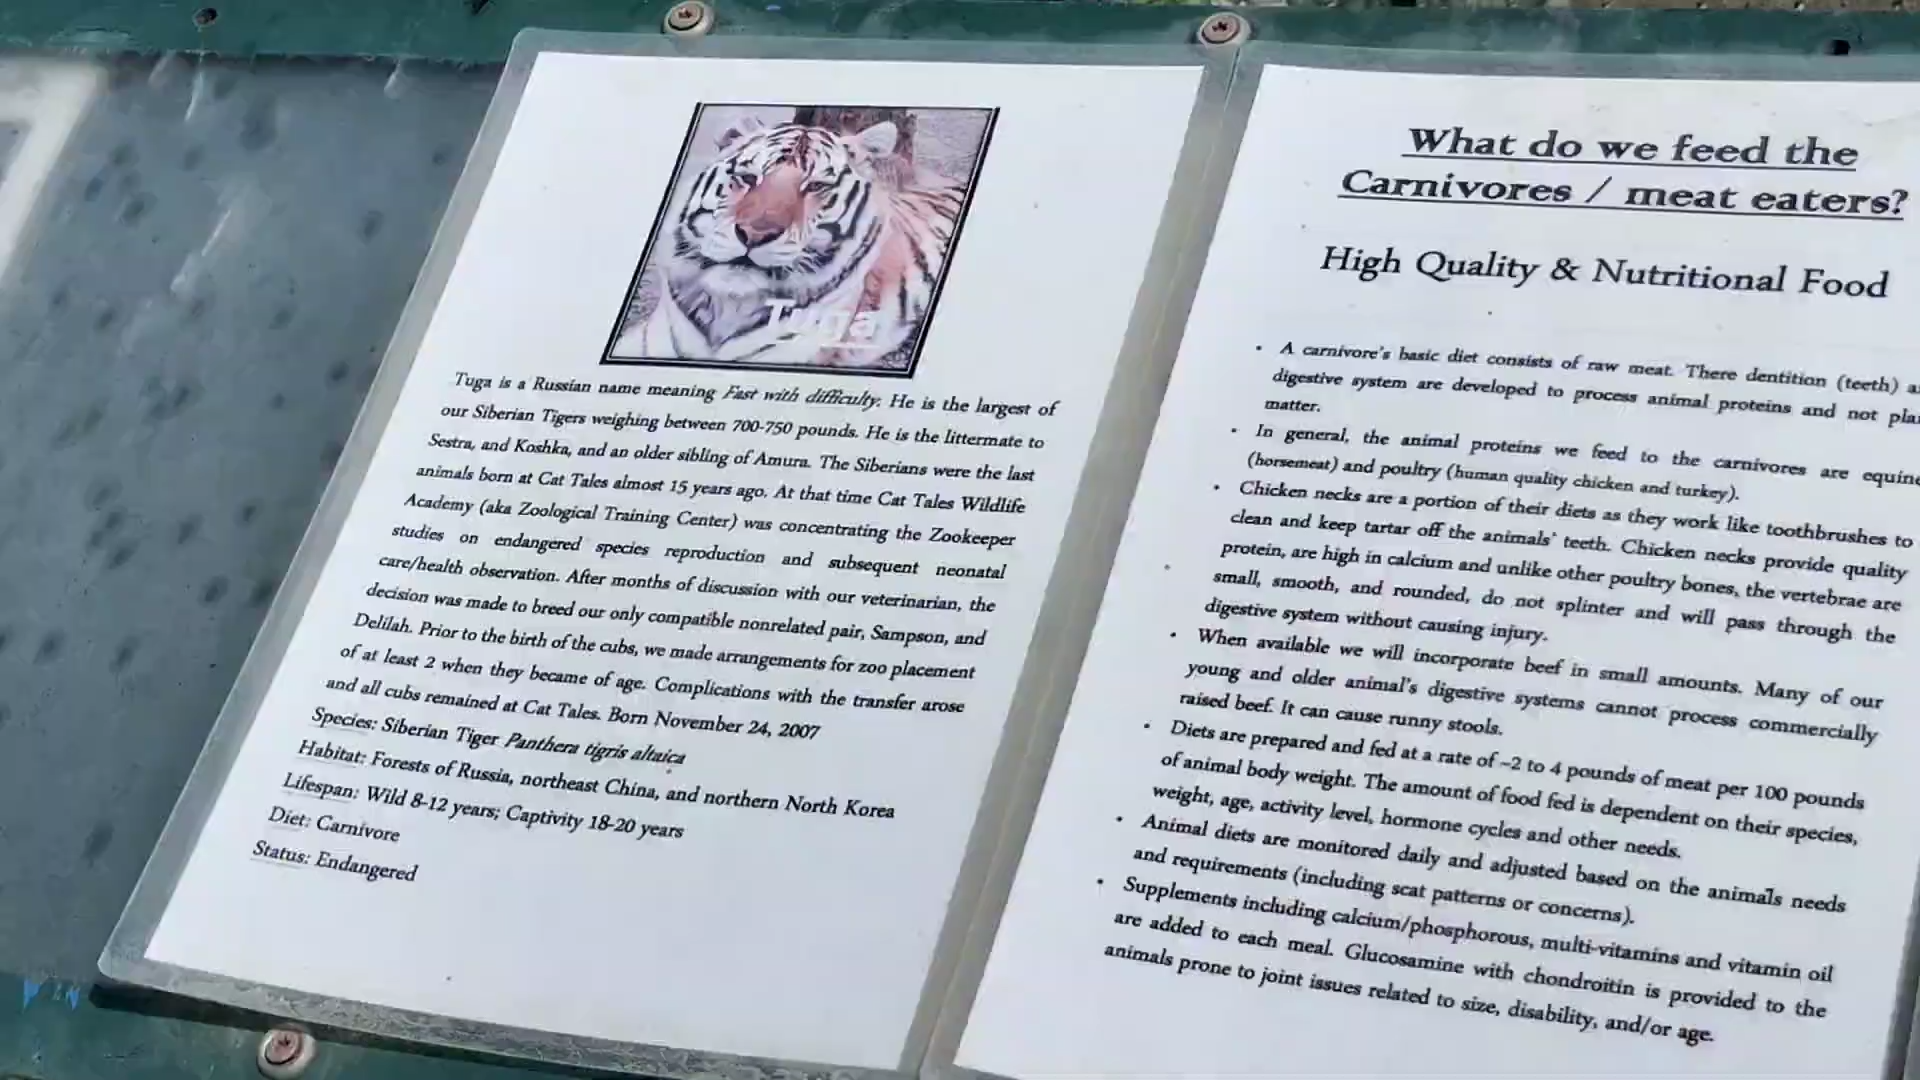 Tuga
Tuga is a Russian name meaning Fast with difficulty. He is the largest of
our Siberian Tigers weighing between 700-750 pounds. He is the littermate to
Sestra, and Koshka, and an older sibling of Amura. The Siberians were the last
animals born at Cat Tales almost 15 years ago. At that time Cat Tales Wildlife
Academy (aka Zoological Training Center) was concentrating the Zookeeper
studies on endangered species reproduction and subsequent neonatal
care/health observation. After months of discussion with our veterinarian, the
decision was made to breed our only compatible nonrelated pair, Sampson, and
Delilah. Prior to the birth of the cubs, we made arrangements for zoo placement
of at least 2 when they became of age. Complications with the transfer arose
and all cubs remained at Cat Tales. Born November 24, 2007
Species: Siberian Tiger Panthera tigris altaica
Habitat: Forests of Russia, northeast China, and northern North Korea
Lifespan: Wild 8-12 years; Captivity 18-20 years
Diet: Carnivore
Status: Endangered
What do we feed the
Carnivores / meat eaters?
High Quality & Nutritional Food
• A carnivore's basic diet consists of raw meat. There dentition (teeth)
digestive system are developed to process animal proteins and not
matter.
• In general, the animal proteins we feed to the carnivores are equine
(horsemeat) and poultry (human quality chicken and turkey).
• Chicken necks are a portion of their diets as they work like toothbrushes to
clean and keep tartar off the animals' teeth. Chicken necks provide quality
protein, are high in calcium and unlike other poultry bones, the vertebrae are
small, smooth, and rounded, do not splinter and will pass through the
digestive system without causing injury.
• When available we will incorporate beef in small amounts. Many of our
young and older animal's digestive systems cannot process commercially
raised beef. It can cause runny stools.
• Diets are prepared and fed at a rate of ~2 to 4 pounds of meat per 100 pounds
of animal body weight. The amount of food fed is dependent on their species,
weight, age, activity level, hormone cycles and other needs.
• Animal diets are monitored daily and adjusted based on the animals needs
and requirements (including scat patterns or concerns).
• Supplements including calcium/phosphorous, multi-vitamins and vitamin oil
are added to each meal. Glucosamine with chondroitin is provided to the
animals prone to joint issues related to size, disability, and/or age.